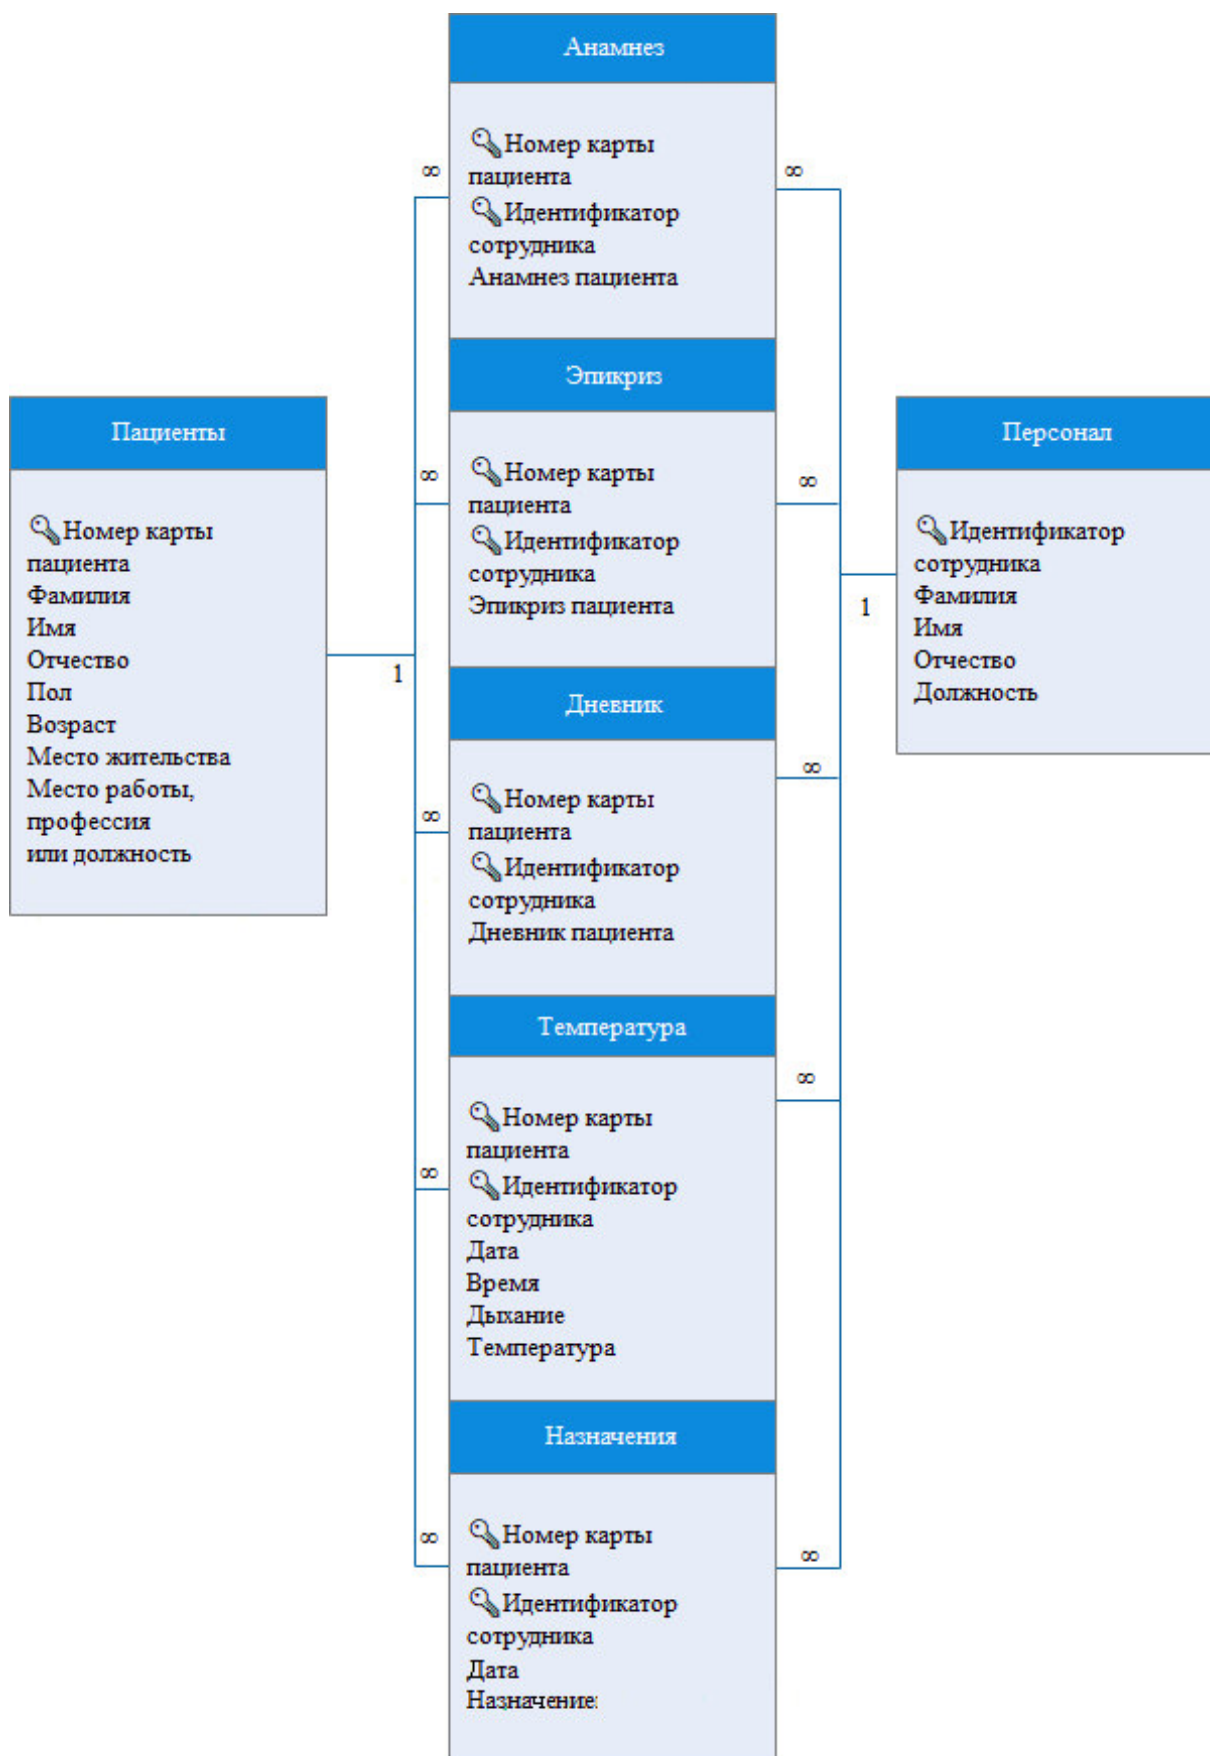 Анамнез
Номер карты
пациента
Идентификатор
сотрудника
Анамнез пациента
∞
∞
Эпикриз
Номер карты
пациента
Идентификатор
сотрудника
Эпикриз пациента
∞
∞
Пациенты
Номер карты
пациента
Фамилия
Имя
Отчество
Пол
Возраст
Место жительства
Место работы,
профессия
или должность
1
Персонал
Идентификатор
сотрудника
Фамилия
Имя
Отчество
Должность
1
Дневник
Номер карты
пациента
Идентификатор
сотрудника
Дневник пациента
∞
∞
Температура
Номер карты
пациента
Идентификатор
сотрудника
Дата
Время
Дыхание
Температура
∞
∞
Назначения
Номер карты
пациента
Идентификатор
сотрудника
Дата
Назначение
∞
∞